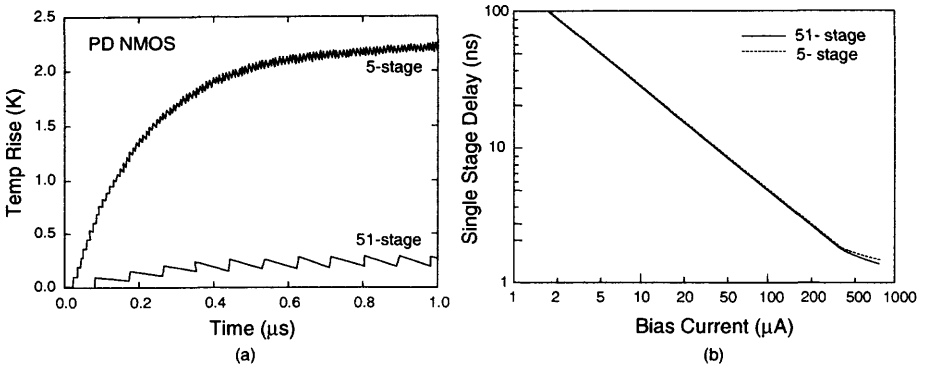 2.5
2.0
1.5
1.0
0.5
0.0
Temp Rise (K)
PD NMOS
5-stage
51-stage
0.0 0.2 0.4 0.6 0.8 1.0
Time (μs)
(a)
100
10
1
Single Stage Delay (ns)
51- stage
5- stage
1 2 5 10 20 50 100 200 500 1000
Bias Current (μA)
(b)